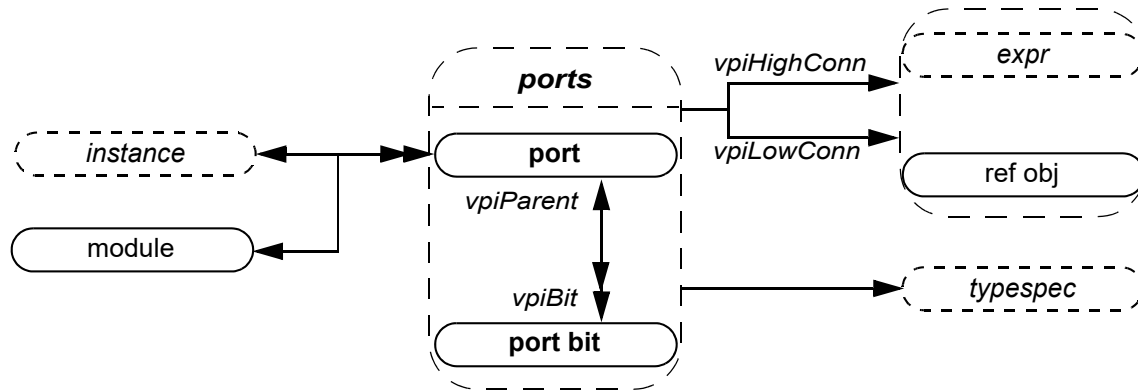 ports
instance
module
port
vpiParent
vpiBit
port bit
vpiHighConn
vpiLowConn
expr
ref obj
typespec